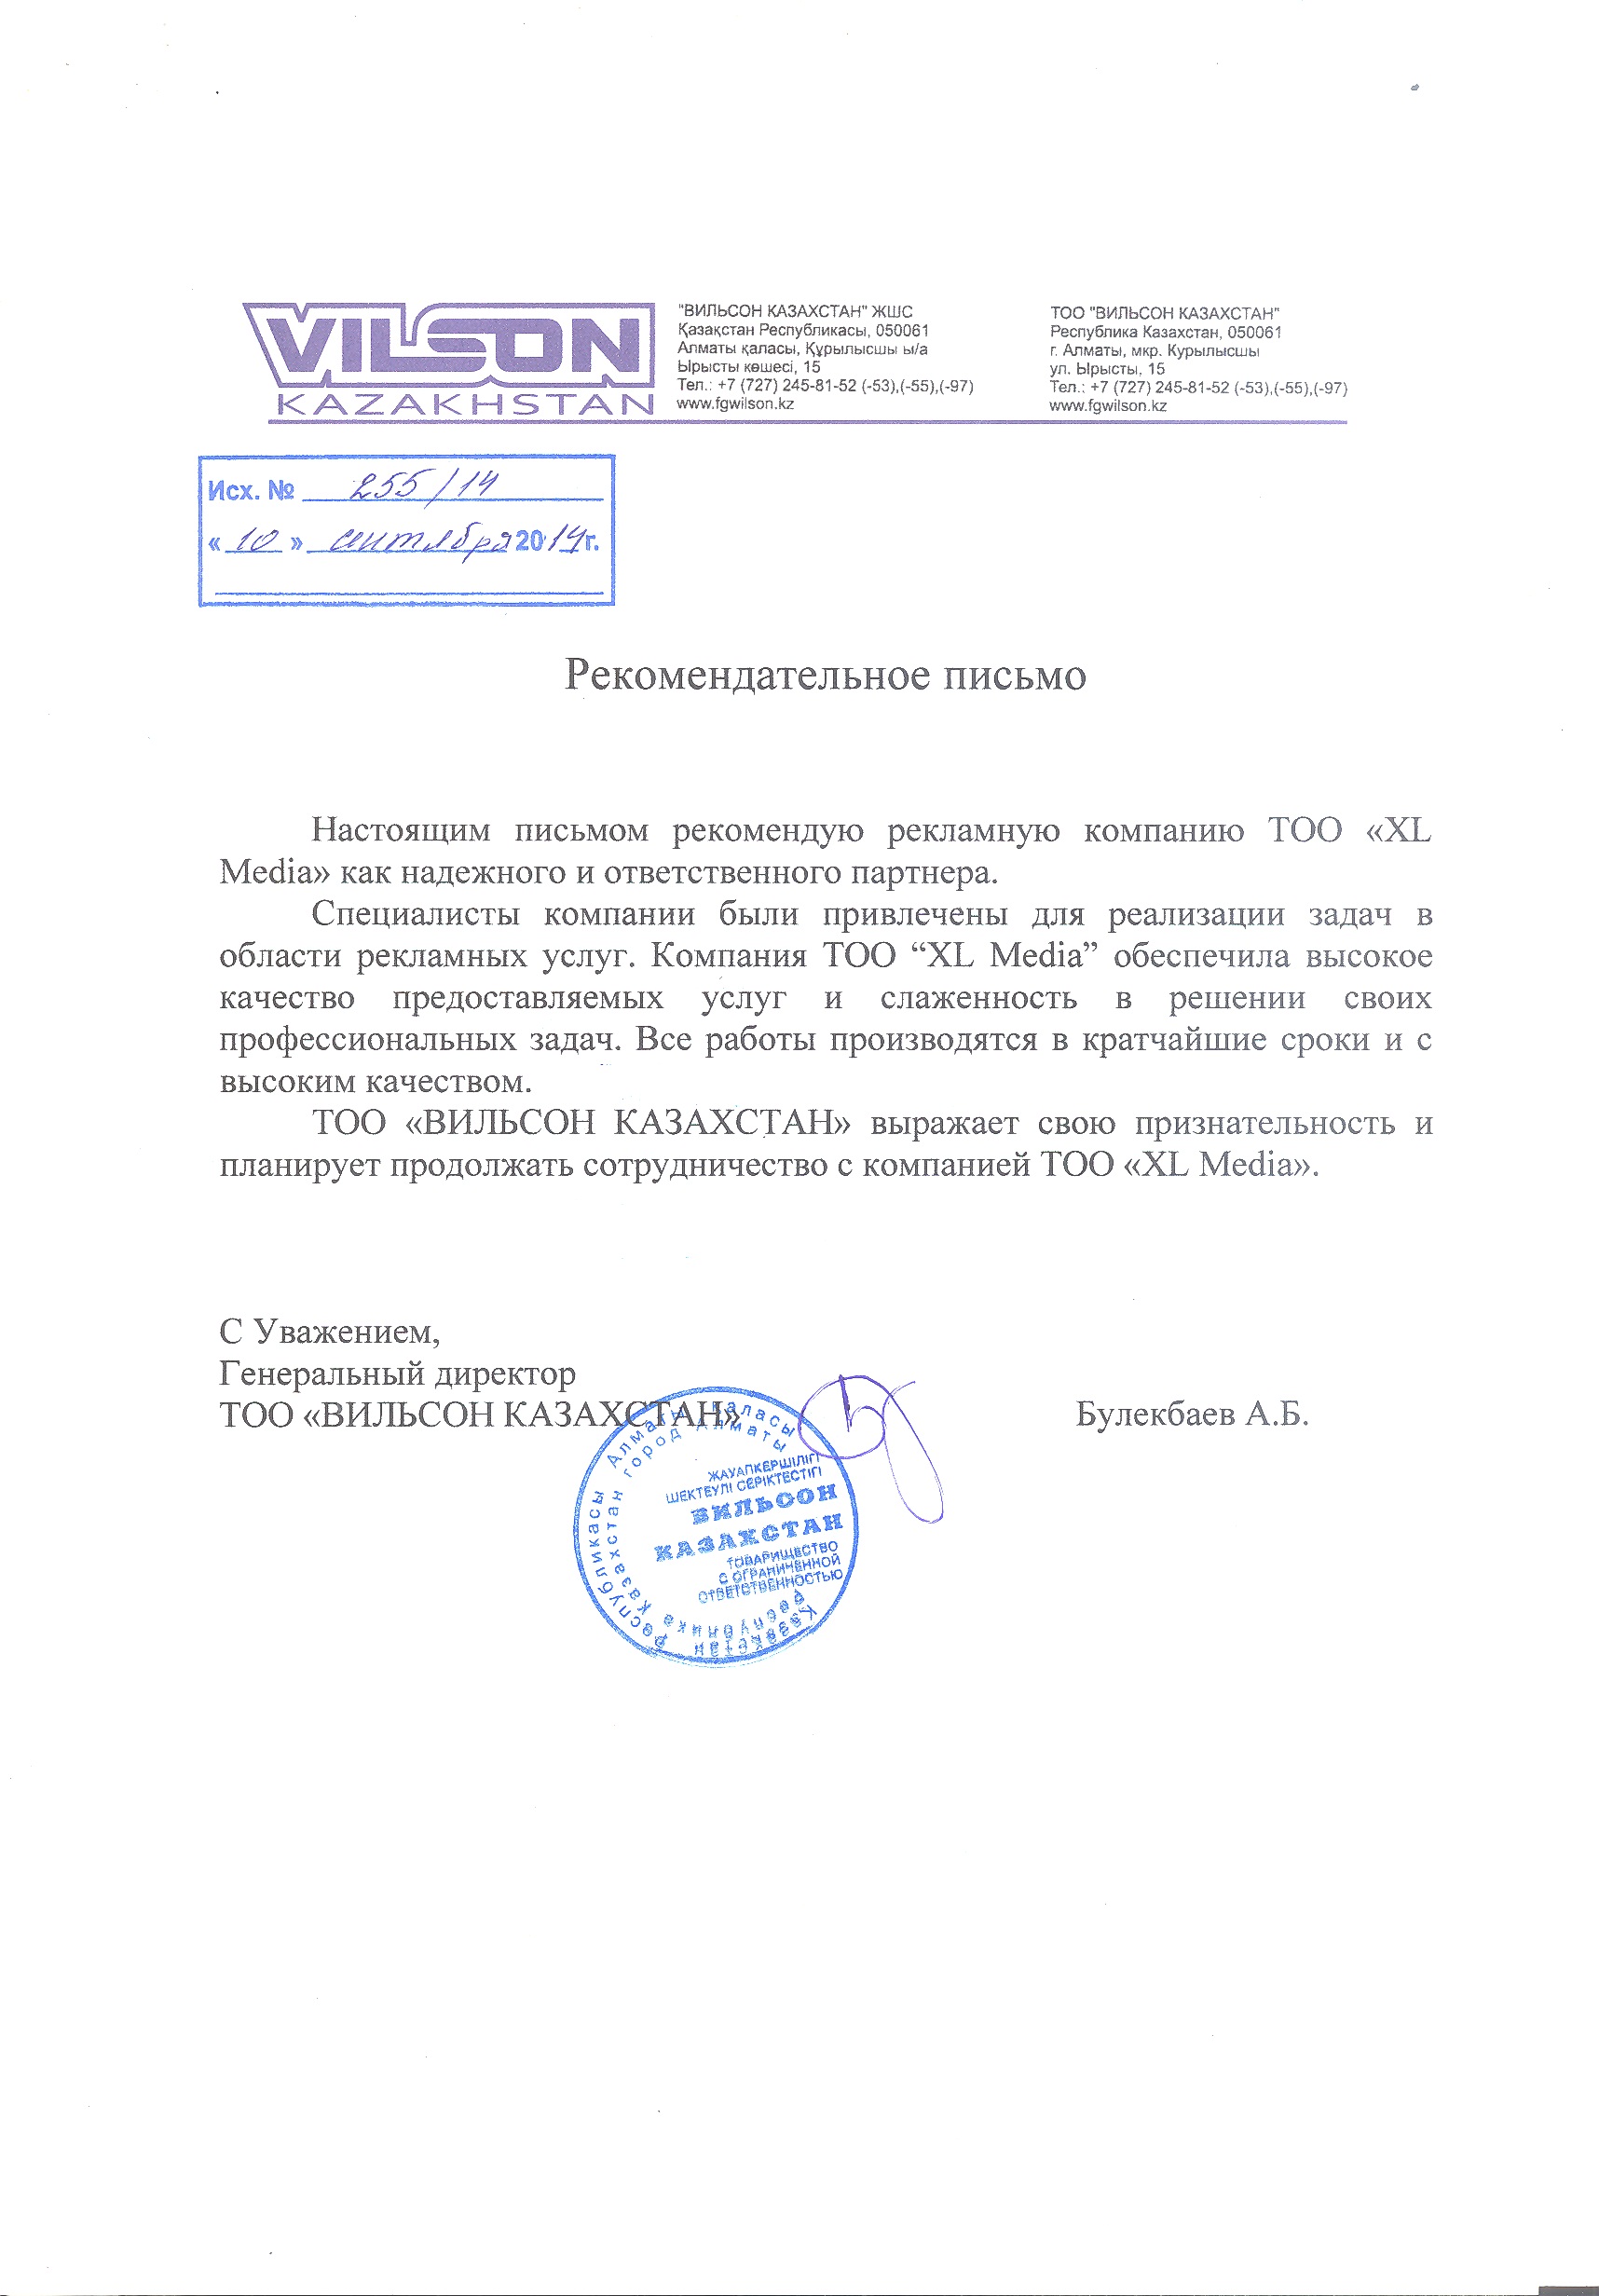 VILSON
KAZAKHSTAN
"ВИЛЬСОН КАЗАХСТАН" ЖШС
Қазақстан Республикасы, 050061
Алматы қаласы, Құрылысшы ы/а
Ырысты көшесі, 15
Тел.: +7 (727) 245-81-52 (-53),(-55),(-97)
www.fgwilson.kz
ТОО "ВИЛЬСОН КАЗАХСТАН"
Республика Казахстан, 050061
г. Алматы, мкр. Курылысшы
ул. Ырысты, 15
Тел.: +7 (727) 245-81-52 (-53),(-55),(-97)
www.fgwilson.kz
Исх. № 255/14
« 10 » сентября 2014г.
Рекомендательное письмо
Настоящим письмом рекомендую рекламную компанию ТОО «XL
Media» как надежного и ответственного партнера.
Специалисты компании были привлечены для реализации задач в
области рекламных услуг. Компания ТОО “XL Media” обеспечила высокое
качество предоставляемых услуг и слаженность в решении своих
профессиональных задач. Все работы производятся в кратчайшие сроки и с
высоким качеством.
ТОО «ВИЛЬСОН КАЗАХСТАН» выражает свою признательность и
планирует продолжать сотрудничество с компанией ТОО «XL Media».
С Уважением,
Генеральный директор
ТОО «ВИЛЬСОН КАЗАХСТАН» Булекбаев А.Б.
Казақстан Республикасы Алматы қаласы
республика Казахстан город Алматы
ЖАУАПКЕРШІЛІГІ
ШЕКТЕУЛІ СЕРІКТЕСТІГІ
ВИЛЬСОН
КАЗАХСТАН
ТОВАРИЩЕСТВО
С ОГРАНИЧЕННОЙ
ОТВЕТСТВЕННОСТЬЮ